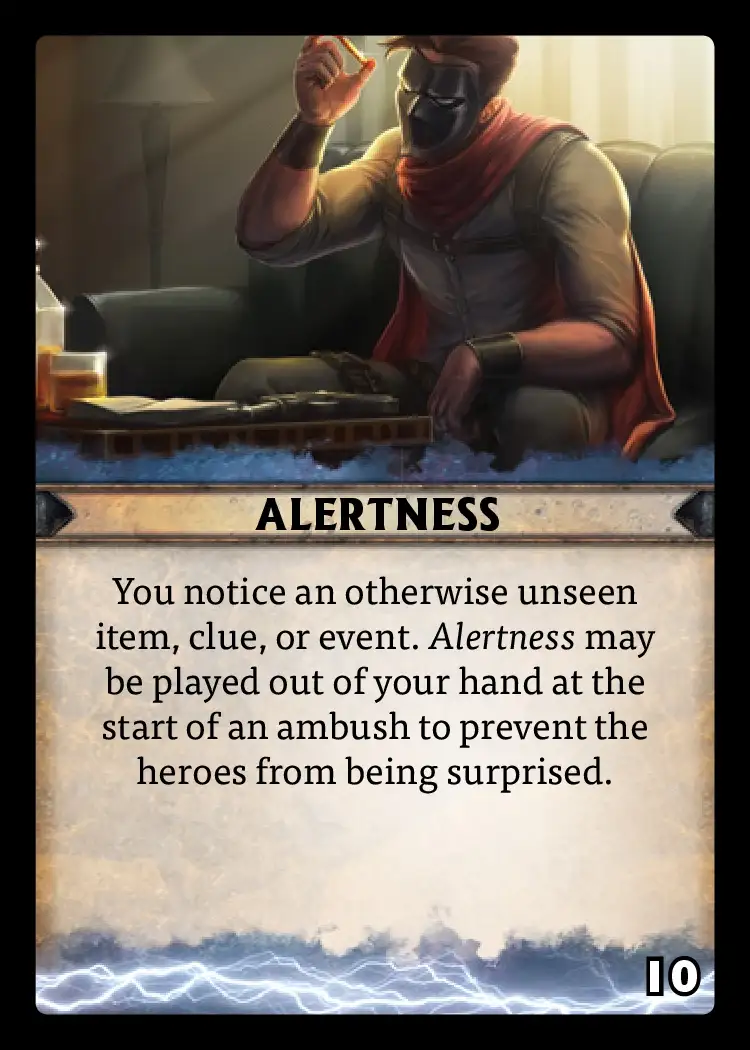 ALERTNESS
You notice an otherwise unseen
item, clue, or event. Alertness may
be played out of your hand at the
start of an ambush to prevent the
heroes from being surprised.
10